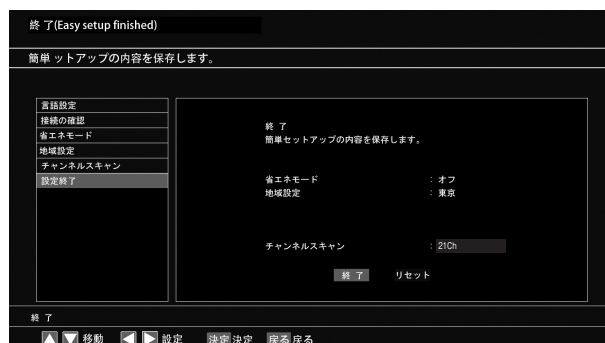 終 了(Easy setup finished)
簡単 ットアップの内容を保存します。
言語設定
接続の確認
省エネモード
地域設定
チャンネルスキャン
設定終了
終 了
簡単セットアップの内容を保存します。
省エネモード : オフ
地域設定 : 東京
チャンネルスキャン : 21Ch
終 了 リセット
終 了
▲ ▼ 移動 ◀ ▶ 設定 決定 決定 戻る 戻る